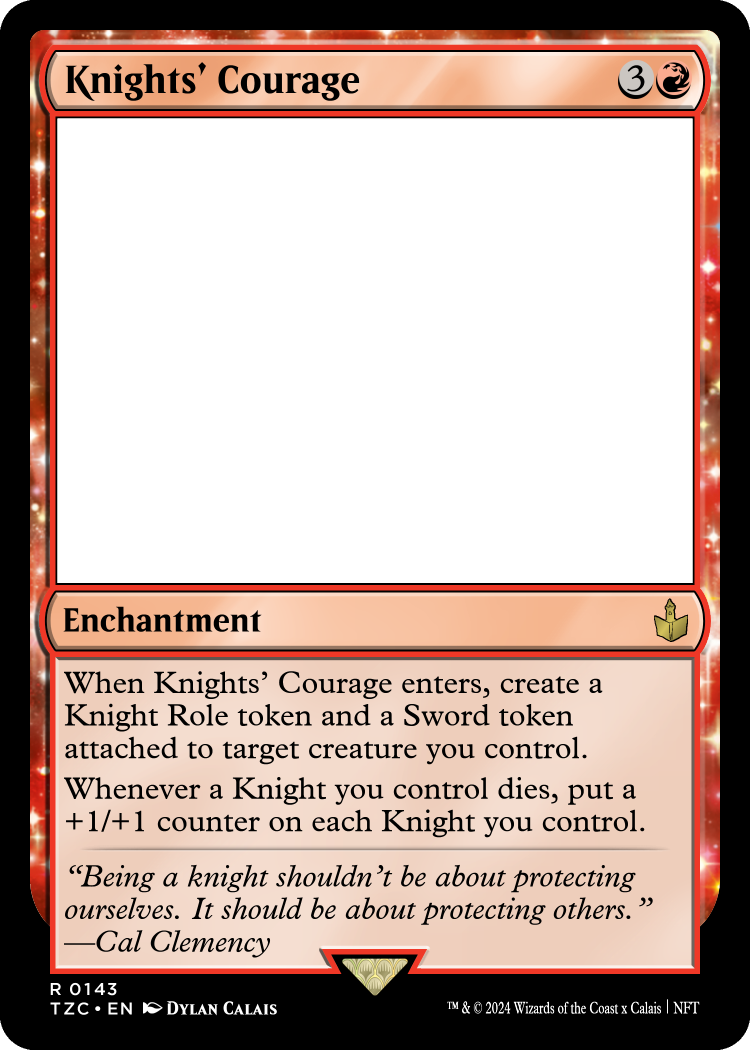 Knights’ Courage 3
Enchantment
When Knights’ Courage enters, create a
Knight Role token and a Sword token
attached to target creature you control.
Whenever a Knight you control dies, put a
+1/+1 counter on each Knight you control.
“Being a knight shouldn’t be about protecting
ourselves. It should be about protecting others.”
—Cal Clemency
R 0143
TZC • EN DYLAN CALAIS
™ & © 2024 Wizards of the Coast x Calais | NFT